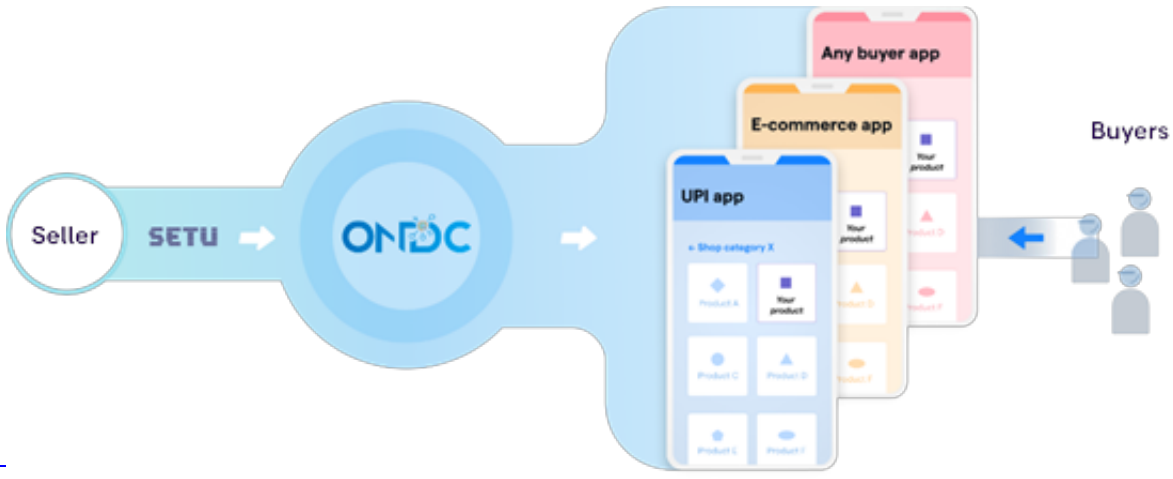 Seller
SETU
ONDC
Any buyer app
Your
product
Product D
Product F
E-commerce app
Your
product
Product D
Product F
UPI app
← Shop category X
Product A
Your
product
Product C
Product D
Product E
Product F
Buyers